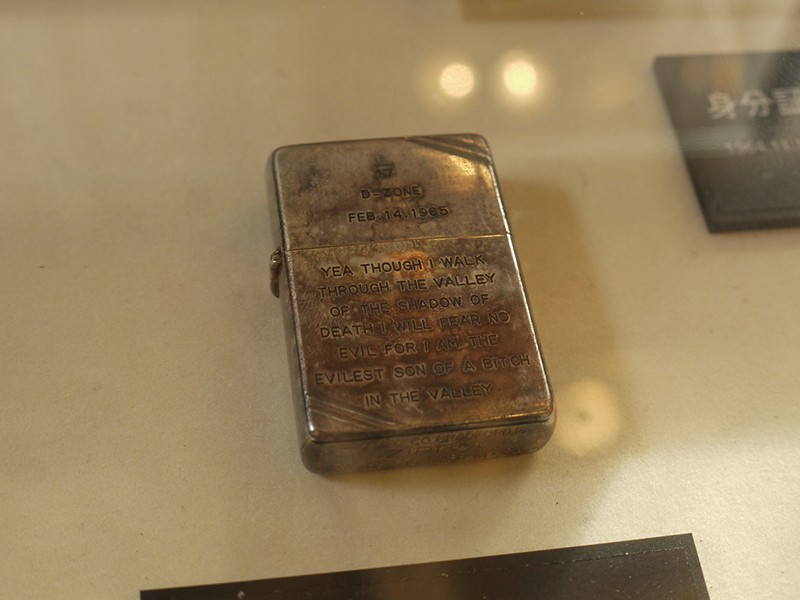 D-ZONE
FEB.14.1965
YEA THOUGH I WALK
THROUGH THE VALLEY
OF THE SHADOW OF
DEATH I WILL FEAR NO
EVIL FOR I AM THE
EVILEST SON OF A BITCH
IN THE VALLEY
身分証